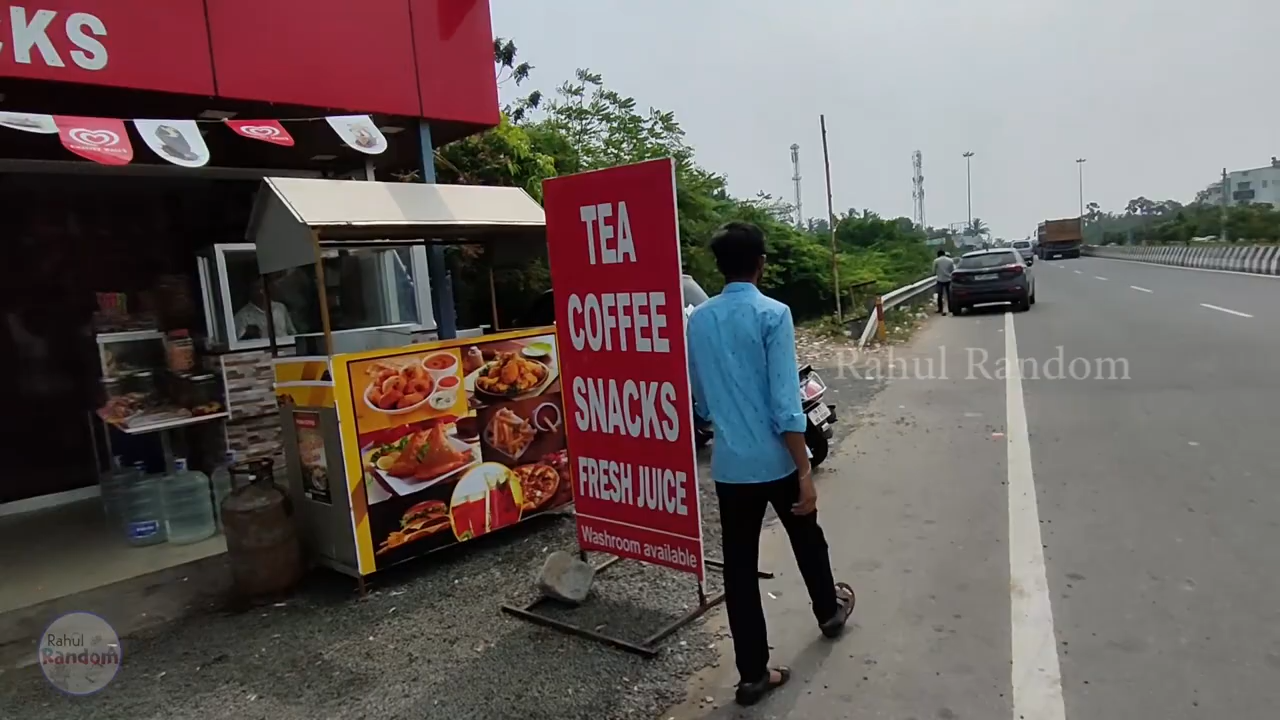 CKS
TEA
COFFEE
SNACKS
FRESH JUICE
Washroom available
Rahul Random
Rahul
Random